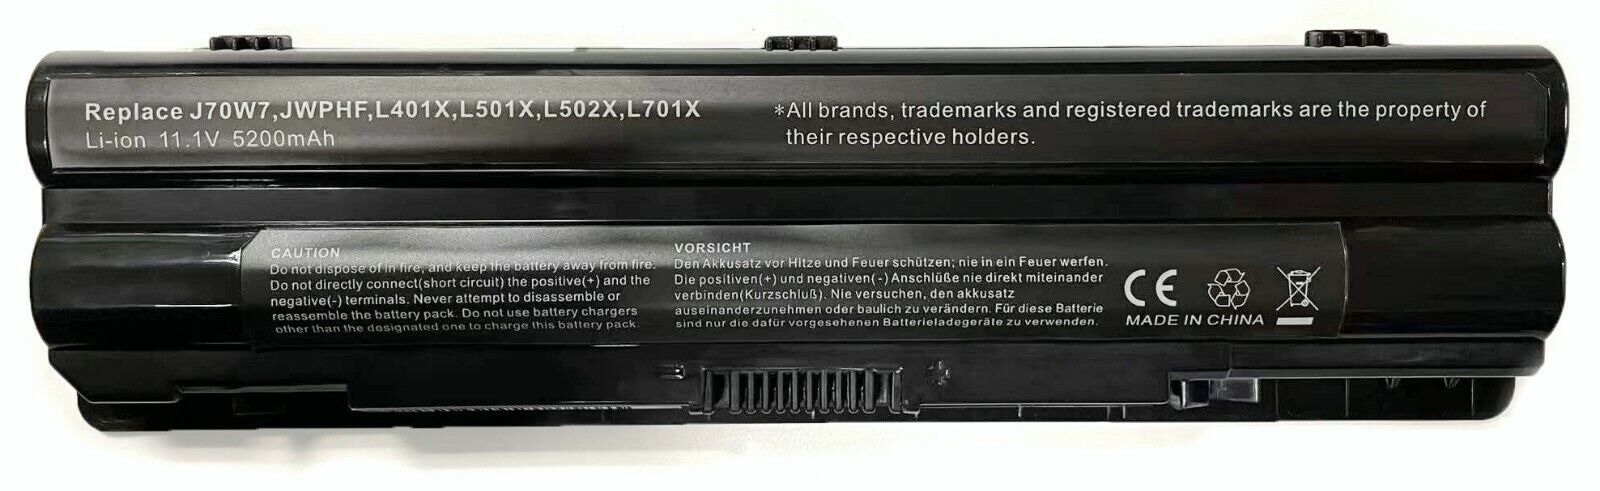 Replace J70W7,JWPHF,L401X,L501X,L502X,L701X
Li-ion 11.1V 5200mAh
*All brands, trademarks and registered trademarks are the property of
their respective holders.
CAUTION
Do not dispose of in fire, and keep the battery away from fire.
Do not directly connect(short circuit) the positive(+) and the
negative(-) terminals. Never attempt to disassemble or
reassemble the battery pack. Do not use battery chargers
other than the designated one to charge this battery pack.
VORSICHT
Den Akkusatz vor Hitze und Feuer schützen; nie in ein Feuer werfen.
Die positiven(+) und negativen(-) Anschlüße nie direkt miteinander
verbinden(Kurzschluß). Nie versuchen, den akkusatz
auseinanderzunehmen oder baulich zu verändern. Für diese Batterie
sind nur die dafür vorgesehenen Batterieladegeräte zu verwenden.
CE
MADE IN CHINA
- +